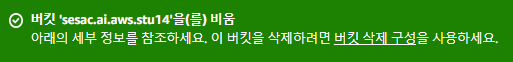 버킷 'sesac.ai.aws.stu14'을(를) 비움
아래의 세부 정보를 참조하세요. 이 버킷을 삭제하려면 버킷 삭제 구성을 사용하세요.